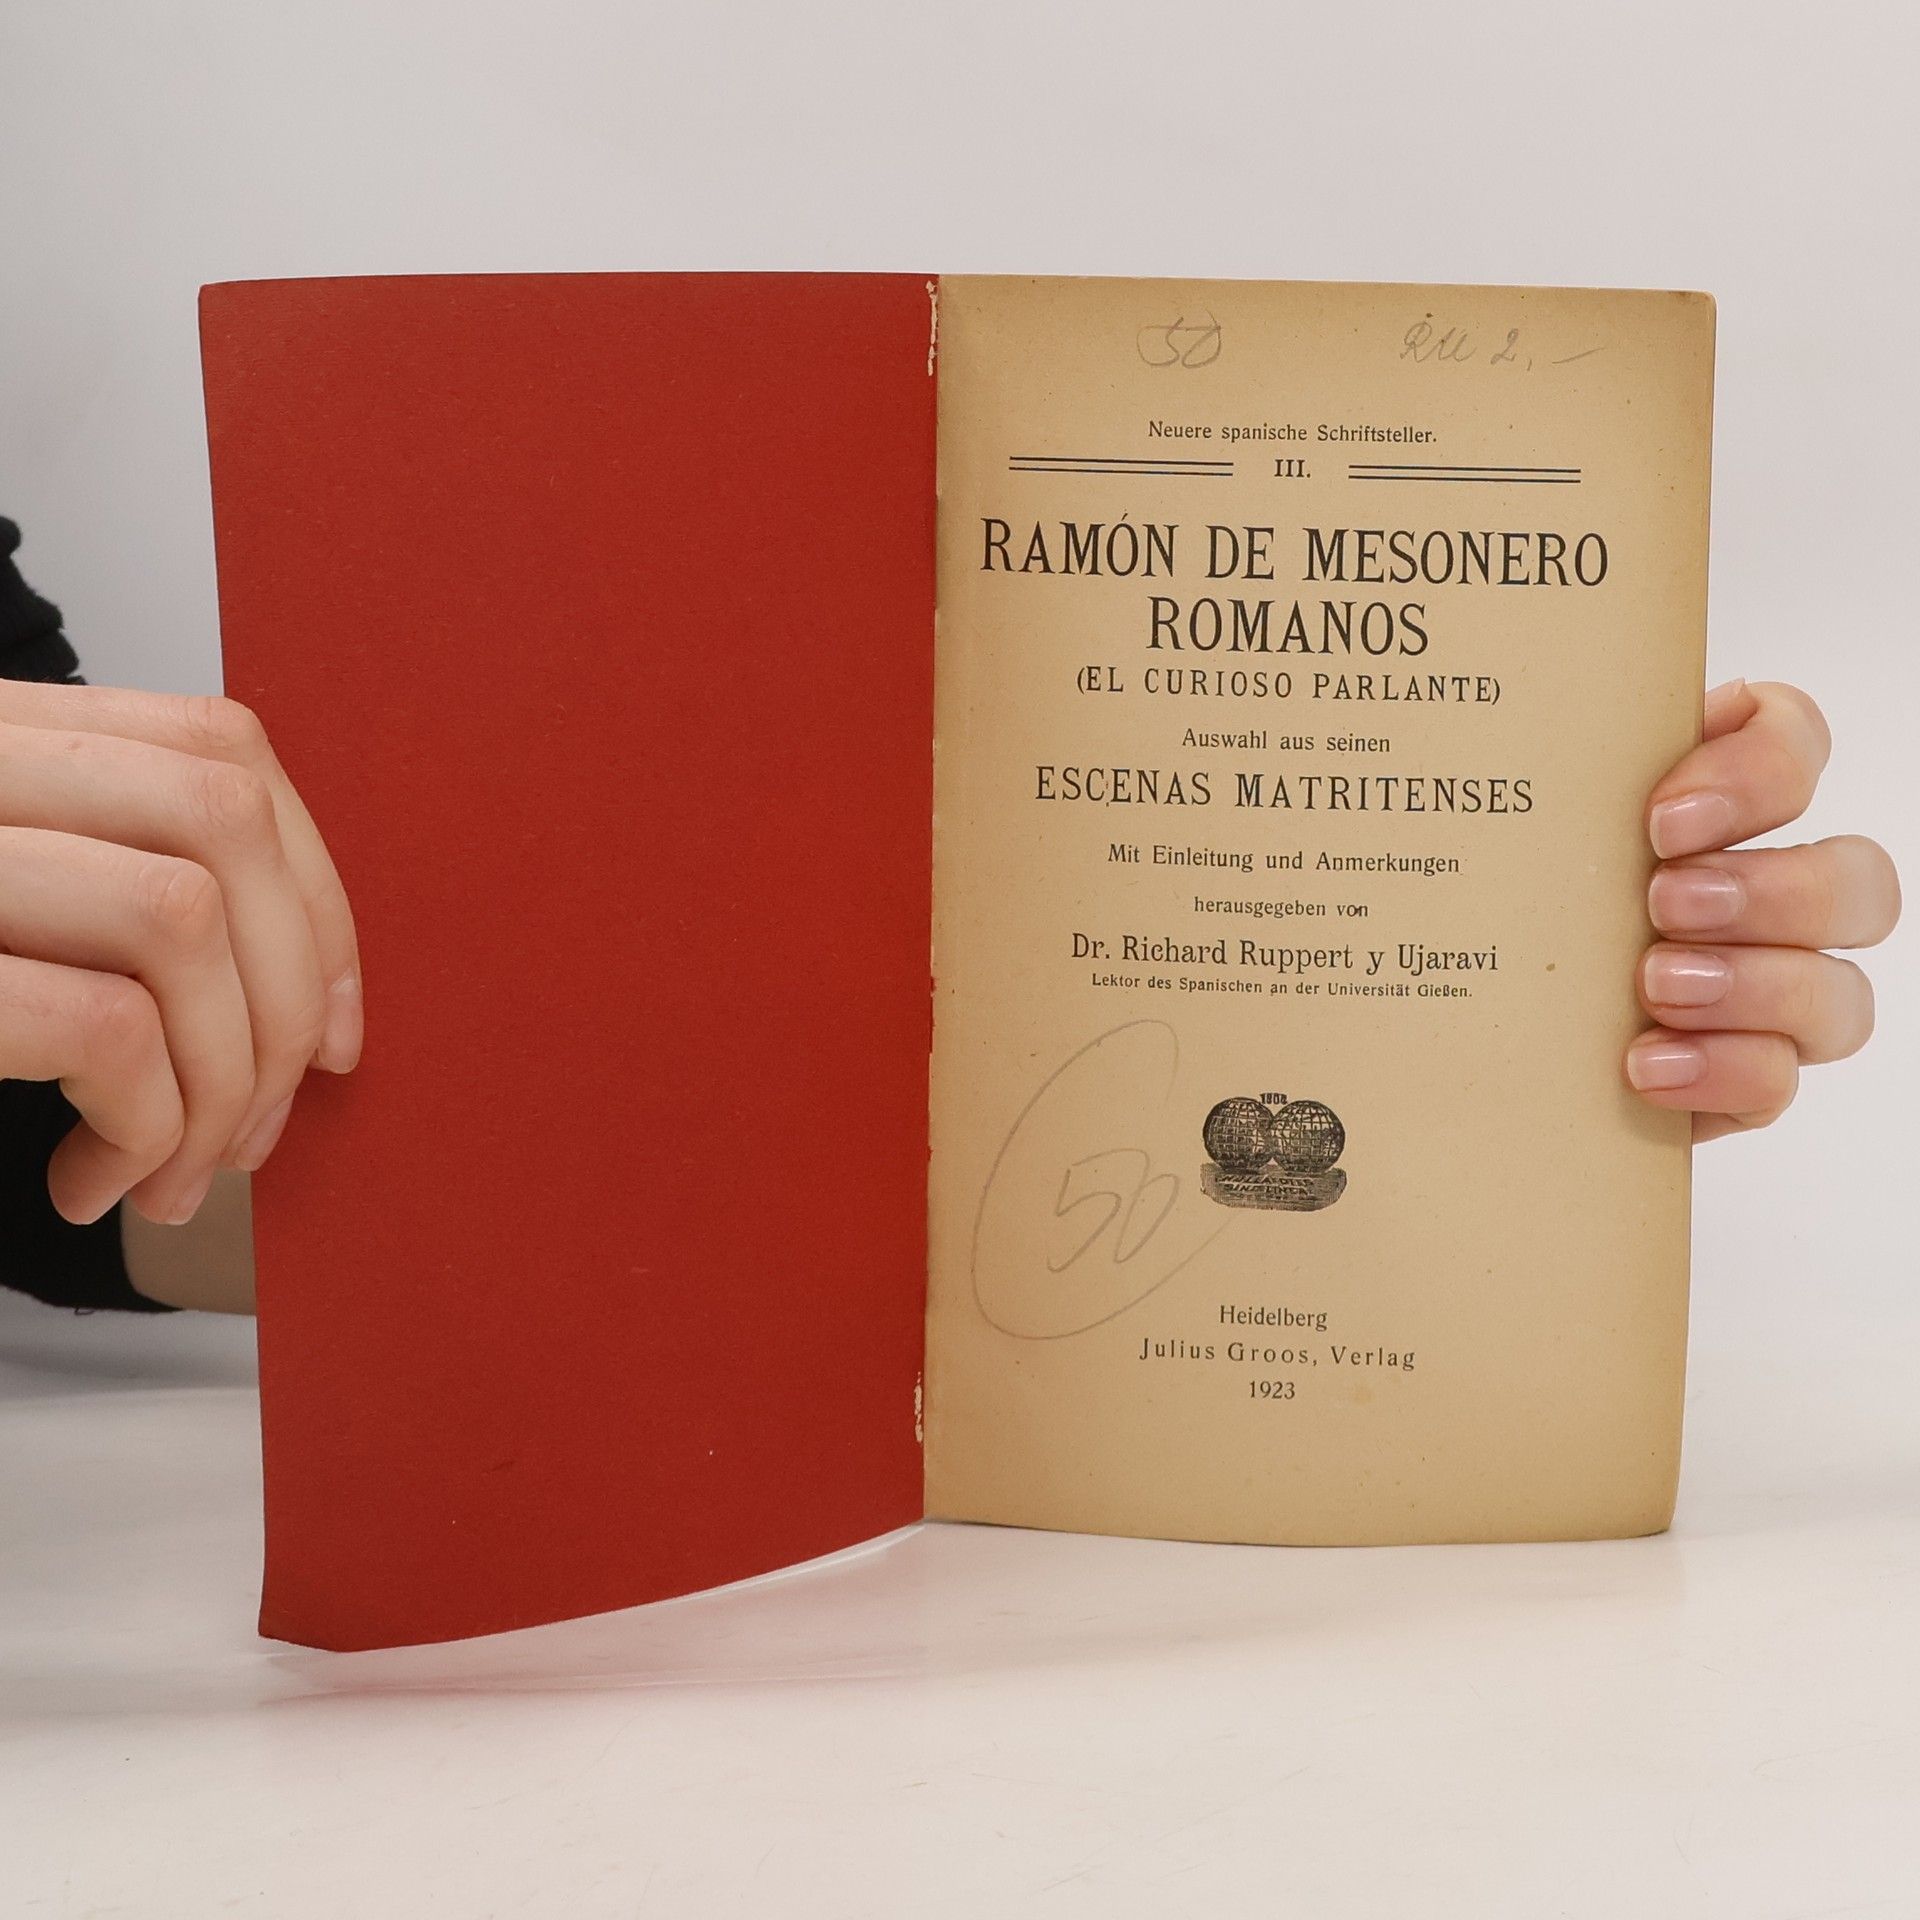 50 RM 2,—
Neuere spanische Schriftsteller.
III.
RAMÓN DE MESONERO
ROMANOS
(EL CURIOSO PARLANTE)
Auswahl aus seinen
ESCENAS MATRITENSES
Mit Einleitung und Anmerkungen
herausgegeben von
Dr. Richard Ruppert y Ujaravi
Lektor des Spanischen an der Universität Gießen.
50
Heidelberg
Julius Groos, Verlag
1923